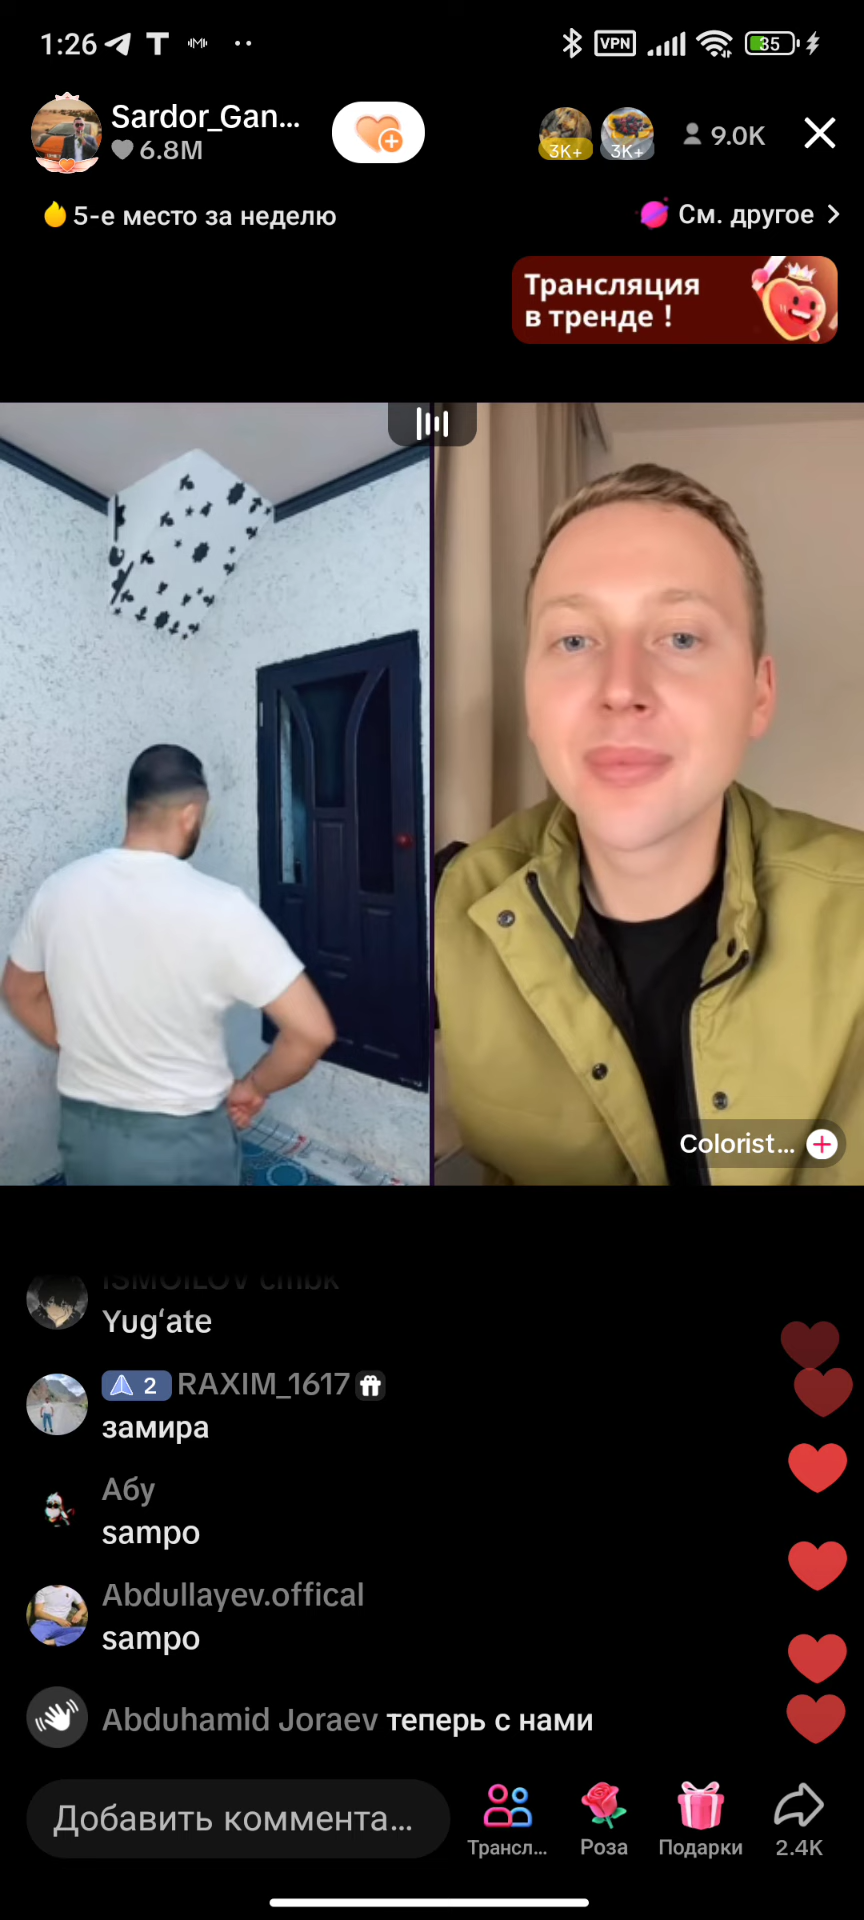 1:26
VPN
35
Sardor_Gan...
6.8M
3K+
3K+
9.0K
5-е место за неделю
См. другое
Трансляция
в тренде !
Colorist...
ISMOILOV cmbk
Yug‘ate
2 RAXIM_1617
замира
Абу
sampo
Abdullayev.offical
sampo
Abduhamid Joraev теперь с нами
Добавить коммента...
Трансл...
Роза
Подарки
2.4K